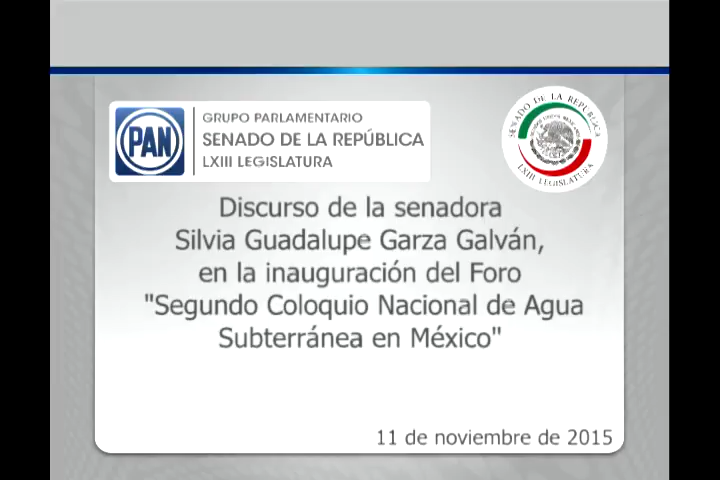 PAN
GRUPO PARLAMENTARIO
SENADO DE LA REPÚBLICA
LXIII LEGISLATURA
SENADO DE LA REPÚBLICA
LXIII LEGISLATURA
Discurso de la senadora
Silvia Guadalupe Garza Galván,
en la inauguración del Foro
"Segundo Coloquio Nacional de Agua
Subterránea en México"
11 de noviembre de 2015